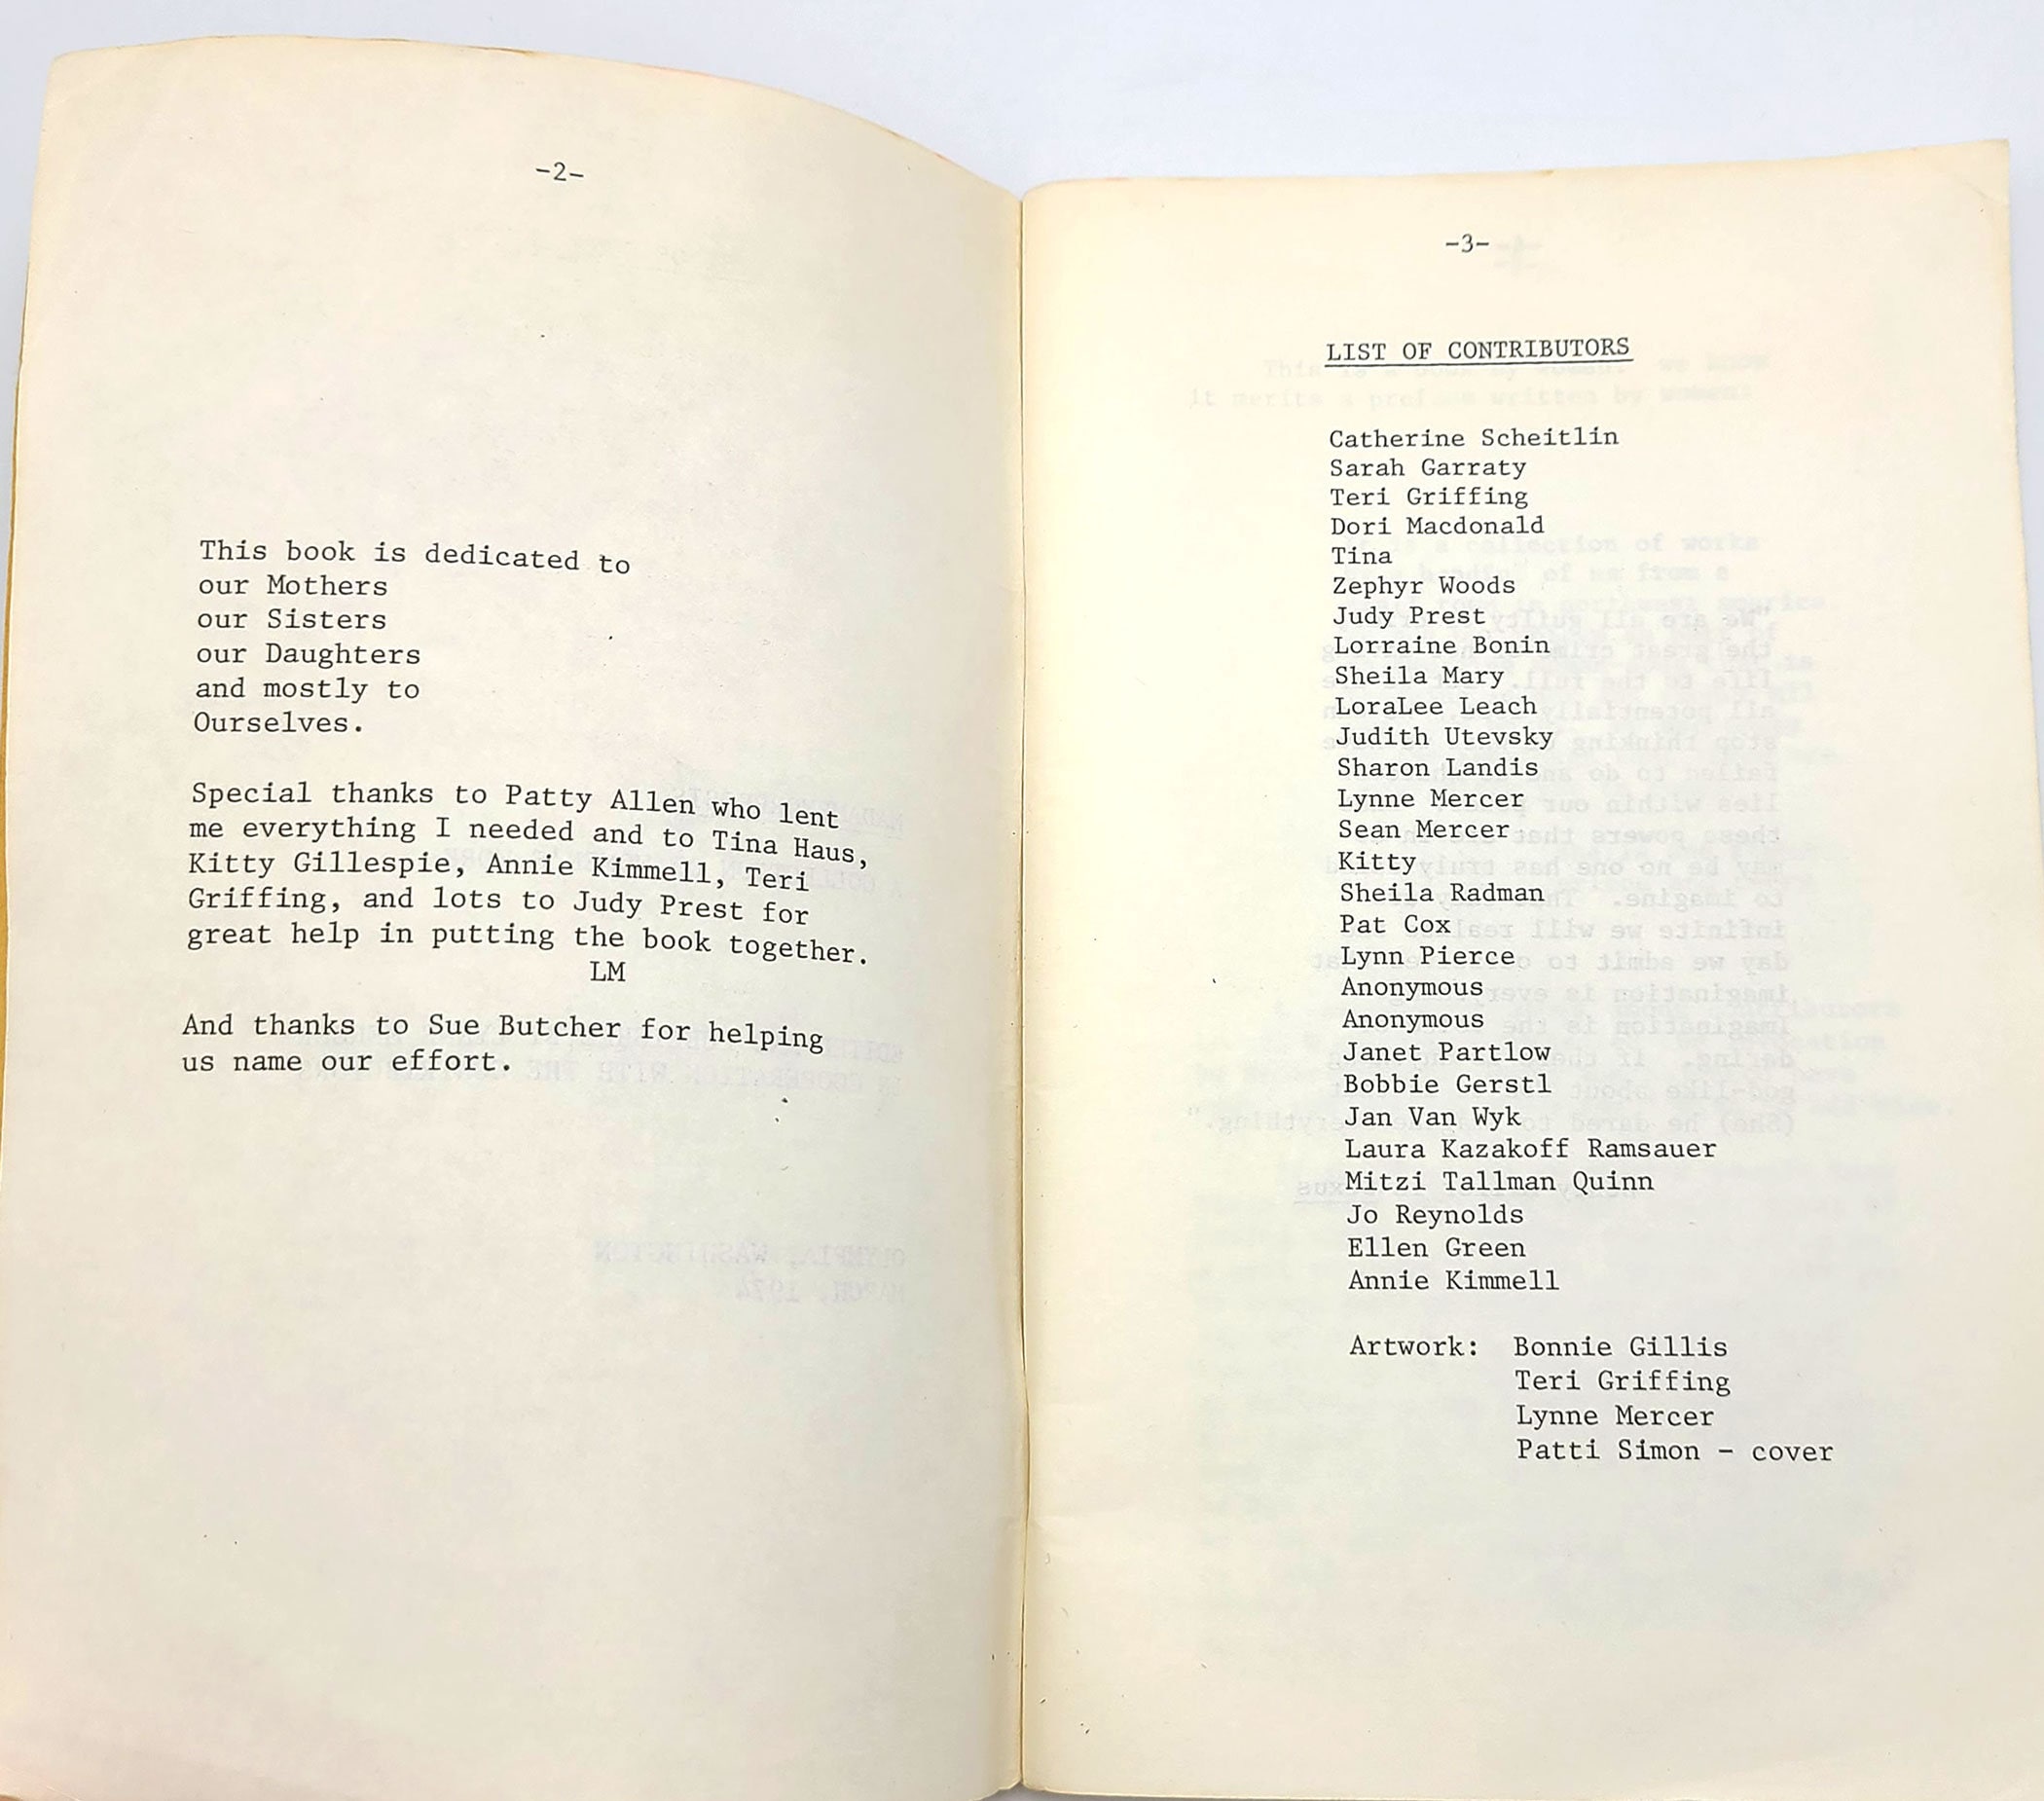 -2-
This book is dedicated to
our Mothers
our Sisters
our Daughters
and mostly to
Ourselves.
Special thanks to Patty Allen who lent
me everything I needed and to Tina Haus,
Kitty Gillespie, Annie Kimmell, Teri
Griffing, and lots to Judy Prest for
great help in putting the book together.
LM
And thanks to Sue Butcher for helping
us name our effort.
-3-
LIST OF CONTRIBUTORS
Catherine Scheitlin
Sarah Garraty
Teri Griffing
Dori Macdonald
Tina
Zephyr Woods
Judy Prest
Lorraine Bonin
Sheila Mary
LoraLee Leach
Judith Utevsky
Sharon Landis
Lynne Mercer
Sean Mercer
Kitty
Sheila Radman
Pat Cox
Lynn Pierce
Anonymous
Anonymous
Janet Partlow
Bobbie Gerstl
Jan Van Wyk
Laura Kazakoff Ramsauer
Mitzi Tallman Quinn
Jo Reynolds
Ellen Green
Annie Kimmell
Artwork: Bonnie Gillis
Teri Griffing
Lynne Mercer
Patti Simon - cover